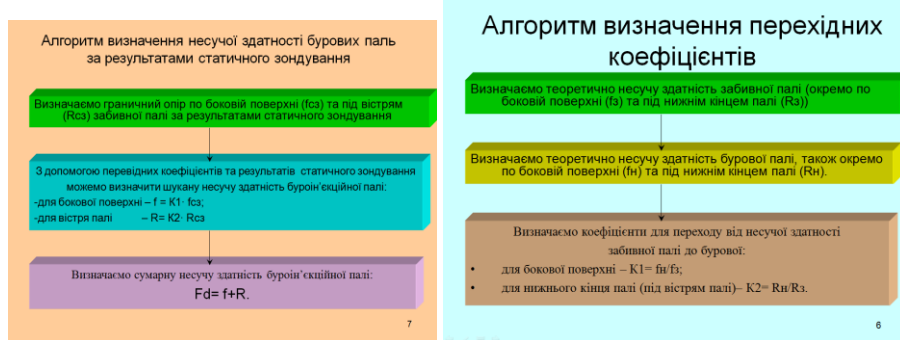 Алгоритм визначення несучої здатності бурових паль
за результатами статичного зондування
Визначаємо граничний опір по боковій поверхні (fсз) та під вістрям
(Rсз) забивної палі за результатами статичного зондування
З допомогою перевідних коефіцієнтів та результатів статичного зондування
можемо визначити шукану несучу здатність буроін’єкційної палі:
-для бокової поверхні – f = К1· fсз;
-для вістря палі – R= К2· Rсз
Визначаємо сумарну несучу здатність буроін’єкційної палі:
Fd= f+R.
7
Алгоритм визначення перехідних
коефіцієнтів
Визначаємо теоретично несучу здатність забивної палі (окремо по
боковій поверхні (fз) та під нижнім кінцем палі (Rз))
Визначаємо теоретично несучу здатність бурової палі, також окремо
по боковій поверхні (fн) та під нижнім кінцем палі (Rн).
Визначаємо коефіцієнти для переходу від несучої здатності
забивної палі до бурової:
• для бокової поверхні – К1= fн/fз;
• для нижнього кінця палі (під вістрям палі)– К2= Rн/Rз.
6